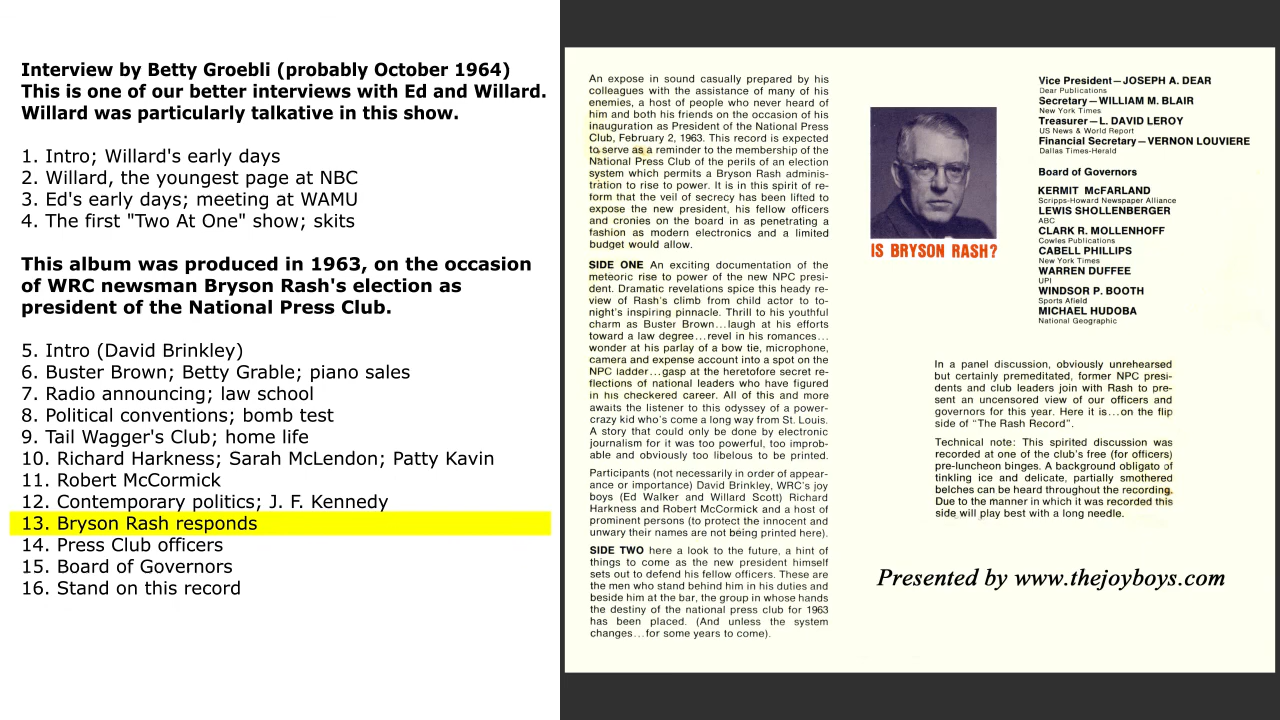 Interview by Betty Groebli (probably October 1964)
This is one of our better interviews with Ed and Willard.
Willard was particularly talkative in this show.
1. Intro; Willard's early days
2. Willard, the youngest page at NBC
3. Ed's early days; meeting at WAMU
4. The first "Two At One" show; skits
This album was produced in 1963, on the occasion
of WRC newsman Bryson Rash's election as
president of the National Press Club.
5. Intro (David Brinkley)
6. Buster Brown; Betty Grable; piano sales
7. Radio announcing; law school
8. Political conventions; bomb test
9. Tail Wagger's Club; home life
10. Richard Harkness; Sarah McLendon; Patty Kavin
11. Robert McCormick
12. Contemporary politics; J. F. Kennedy
13. Bryson Rash responds
14. Press Club officers
15. Board of Governors
16. Stand on this record
An expose in sound casually prepared by his
colleagues with the assistance of many of his
enemies, a host of people who never heard of
him and both his friends on the occasion of his
inauguration as President of the National Press
Club, February 2, 1963. This record is expected
to serve as a reminder to the membership of the
National Press Club of the perils of an election
system which permits a Bryson Rash adminis-
tration to rise to power. It is in this spirit of re-
form that the veil of secrecy has been lifted to
expose the new president, his fellow officers
and cronies on the board in as penetrating a
fashion as modern electronics and a limited
budget would allow.
SIDE ONE An exciting documentation of the
meteoric rise to power of the new NPC presi-
dent. Dramatic revelations spice this heady re-
view of Rash's climb from child actor to to-
night's inspiring pinnacle. Thrill to his youthful
charm as Buster Brown...laugh at his efforts
toward a law degree...revel in his romances...
wonder at his parlay of a bow tie, microphone,
camera and expense account into a spot on the
NPC ladder...gasp at the heretofore secret re-
flections of national leaders who have figured
in his checkered career. All of this and more
awaits the listener to this odyssey of a power-
crazy kid who's come a long way from St. Louis.
A story that could only be done by electronic
journalism for it was too powerful, too improb-
able and obviously too libelous to be printed.
Participants (not necessarily in order of appear-
ance or importance) David Brinkley, WRC's joy
boys (Ed Walker and Willard Scott) Richard
Harkness and Robert McCormick and a host of
prominent persons (to protect the innocent and
unwary their names are not being printed here).
SIDE TWO here a look to the future, a hint of
things to come as the new president himself
sets out to defend his fellow officers. These are
the men who stand behind him in his duties and
beside him at the bar, the group in whose hands
the destiny of the national press club for 1963
has been placed. (And unless the system
changes...for some years to come).
IS BRYSON RASH?
Vice President—JOSEPH A. DEAR
Dear Publications
Secretary—WILLIAM M. BLAIR
New York Times
Treasurer—L. DAVID LEROY
US News & World Report
Financial Secretary—VERNON LOUVIERE
Dallas Times-Herald
Board of Governors
KERMIT McFARLAND
Scripps-Howard Newspaper Alliance
LEWIS SHOLLENBERGER
ABC
CLARK R. MOLLENHOFF
Cowles Publications
CABELL PHILLIPS
New York Times
WARREN DUFFEE
UPI
WINDSOR P. BOOTH
Sports Afield
MICHAEL HUDOBA
National Geographic
In a panel discussion, obviously unrehearsed
but certainly premeditated, former NPC presi-
dents and club leaders join with Rash to pre-
sent an uncensored view of our officers and
governors for this year. Here it is...on the flip
side of "The Rash Record".
Technical note: This spirited discussion was
recorded at one of the club's free (for officers)
pre-luncheon binges. A background obligato of
tinkling ice and delicate, partially smothered
belches can be heard throughout the recording.
Due to the manner in which it was recorded this
side will play best with a long needle.
Presented by www.thejoyboys.com